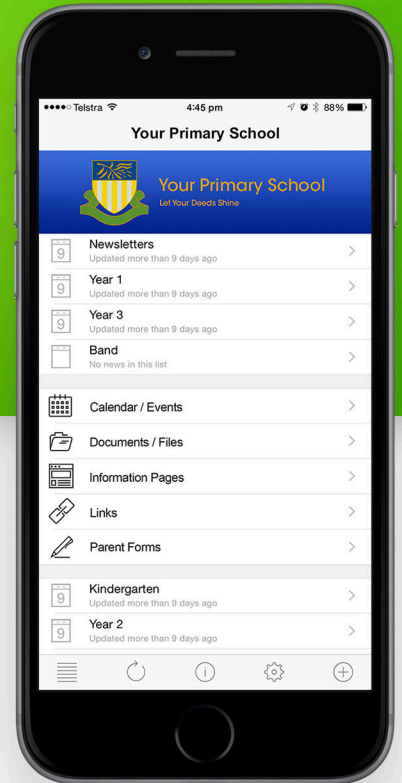 Telstra 4:45 pm 88%
Your Primary School
Your Primary School
Let Your Deeds Shine
9 Newsletters
Updated more than 9 days ago
9 Year 1
Updated more than 9 days ago
9 Year 3
Updated more than 9 days ago
Band
No news in this list
Calendar / Events
Documents / Files
Information Pages
Links
Parent Forms
9 Kindergarten
Updated more than 9 days ago
9 Year 2
Updated more than 9 days ago